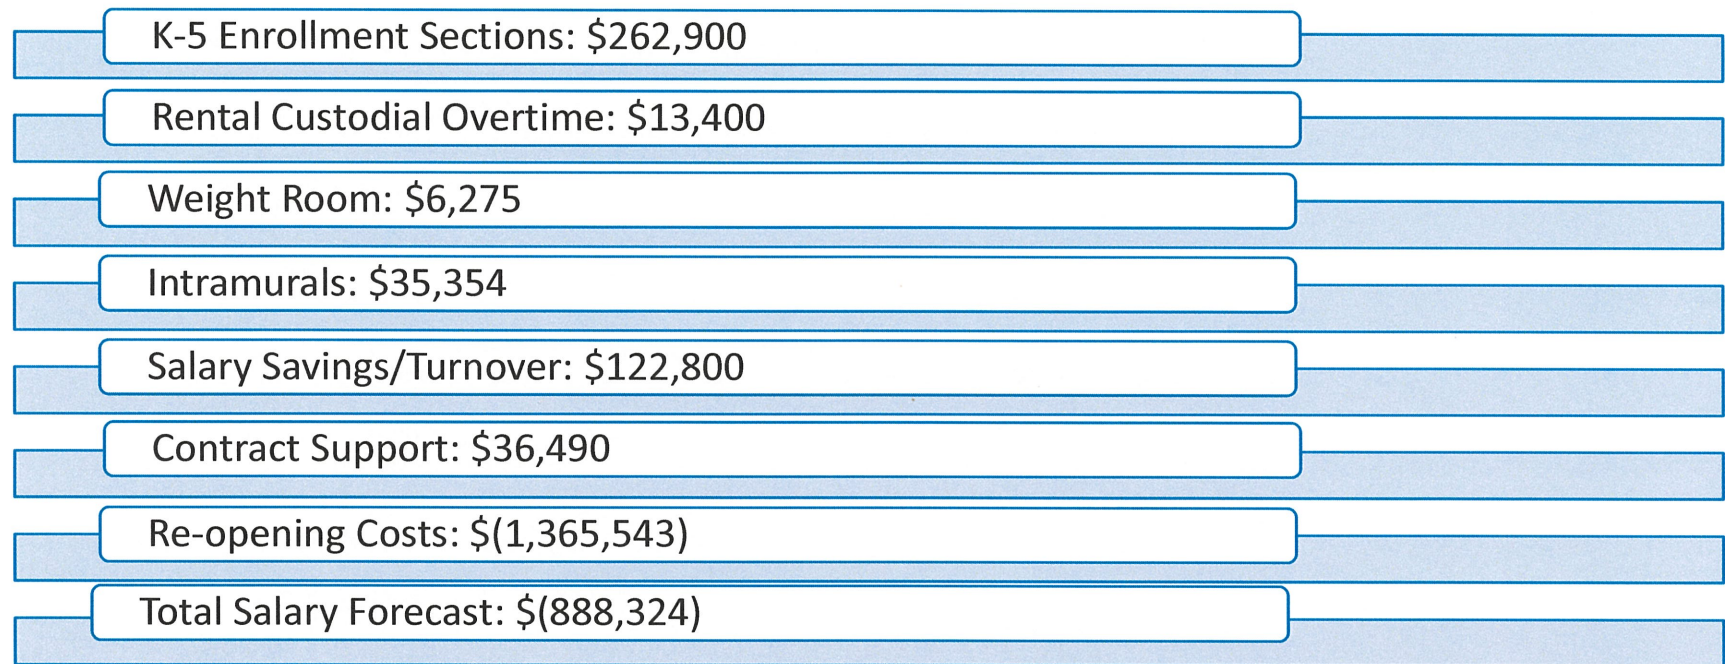 K-5 Enrollment Sections: $262,900
Rental Custodial Overtime: $13,400
Weight Room: $6,275
Intramurals: $35,354
Salary Savings/Turnover: $122,800
Contract Support: $36,490
Re-opening Costs: $(1,365,543)
Total Salary Forecast: $(888,324)